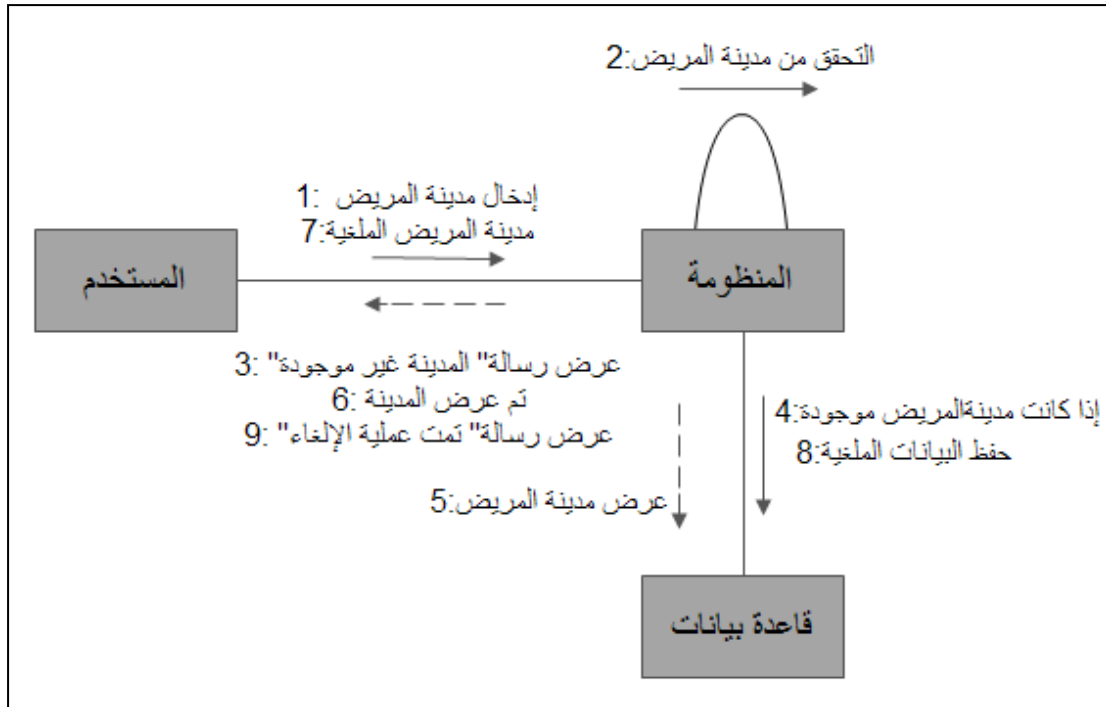 2:التحقق من مدينة المريض
1: إدخال مدينة المريض
7:مدينة المريض الملغية
المستخدم
المنظومة
3: عرض رسالة" المدينة غير موجودة"
6: تم عرض المدينة
9: عرض رسالة" تمت عملية الإلغاء"
4:إذا كانت مدينةالمريض موجودة
8:حفظ البيانات الملغية
5:عرض مدينة المريض
قاعدة بيانات